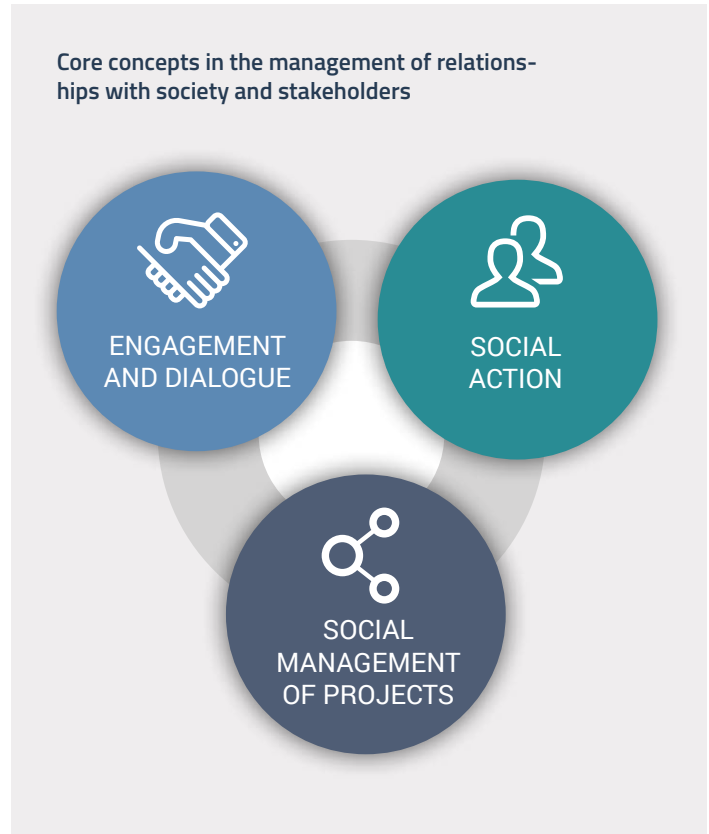 Core concepts in the management of relations-
hips with society and stakeholders
ENGAGEMENT
AND DIALOGUE
SOCIAL
ACTION
SOCIAL
MANAGEMENT
OF PROJECTS